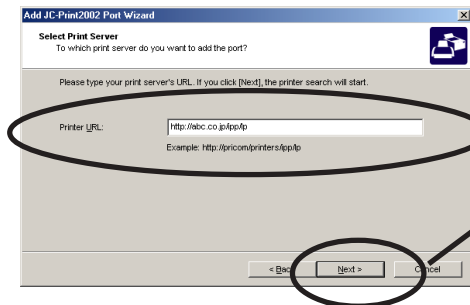 Add JC-Print2002 Port Wizard
Select Print Server
To which print server do you want to add the port?
Please type your print server's URL. If you click [Next], the printer search will start.
Printer URL: http://abc.co.jp/ipp/lp
Example: http://pricom/printers/ipp/lp
< Back Next > Cancel